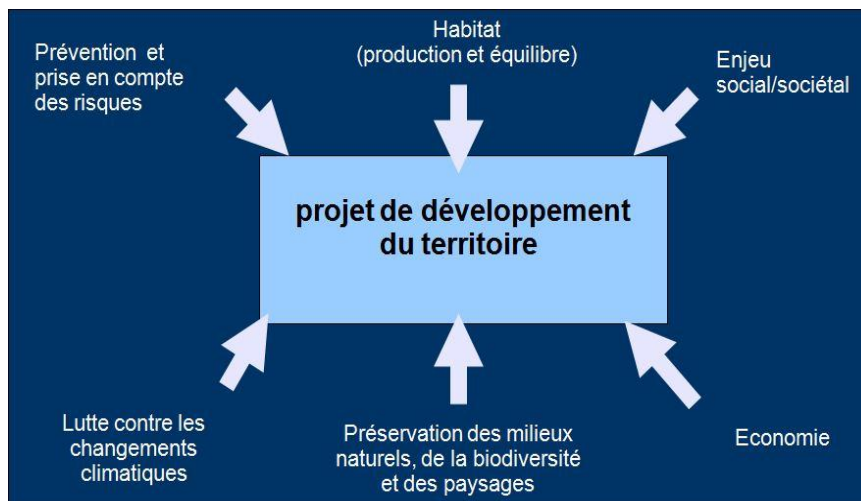 Prévention et
prise en compte
des risques
Habitat
(production et équilibre)
Enjeu
social/sociétal
projet de développement
du territoire
Lutte contre les
changements
climatiques
Préservation des milieux
naturels, de la biodiversité
et des paysages
Economie